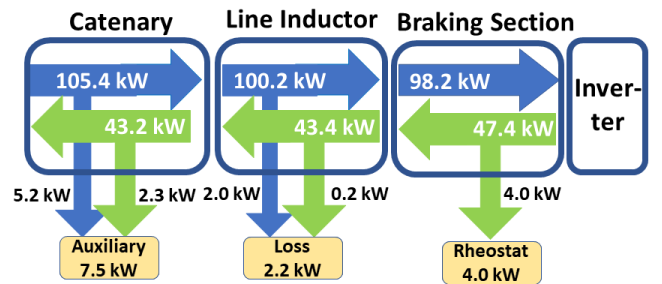 Catenary
Line Inductor
Braking Section
105.4 kW
100.2 kW
98.2 kW
Inver-
ter
43.2 kW
43.4 kW
47.4 kW
5.2 kW
2.3 kW
2.0 kW
0.2 kW
4.0 kW
Auxiliary
7.5 kW
Loss
2.2 kW
Rheostat
4.0 kW